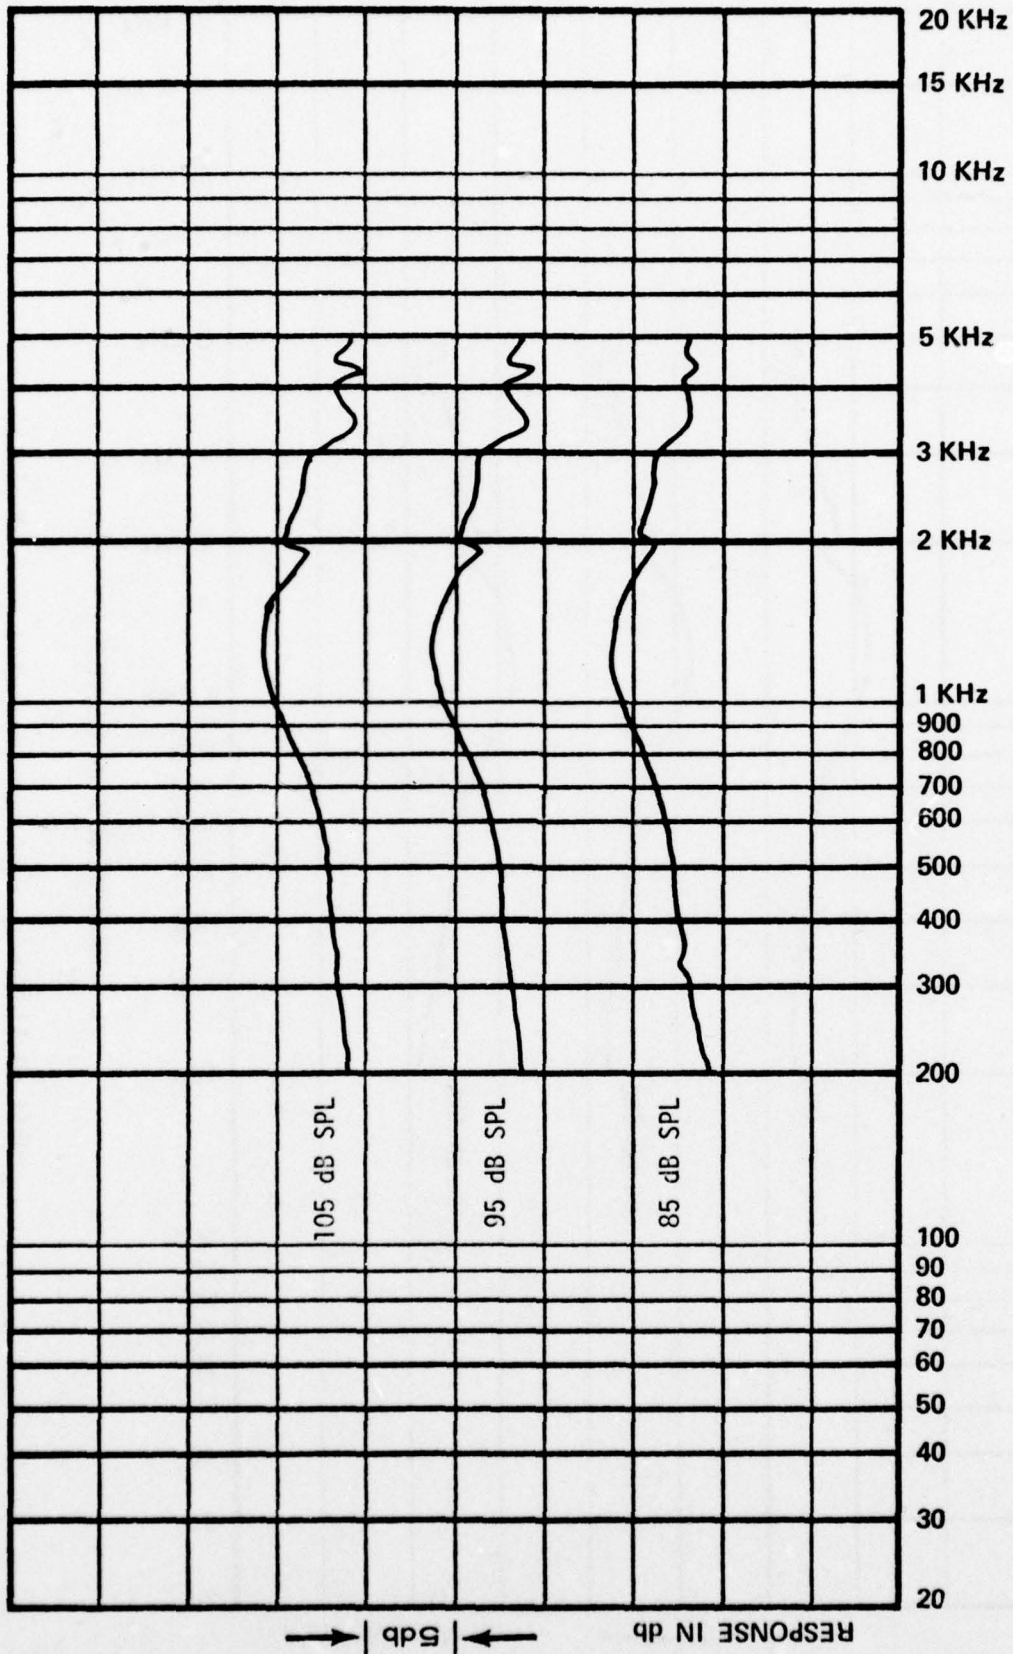 20 KHz
15 KHz
10 KHz
5 KHz
3 KHz
2 KHz
1 KHz
900
800
700
600
500
400
300
200
105 dB SPL
95 dB SPL
85 dB SPL
100
90
80
70
60
50
40
30
20
5db
RESPONSE IN db